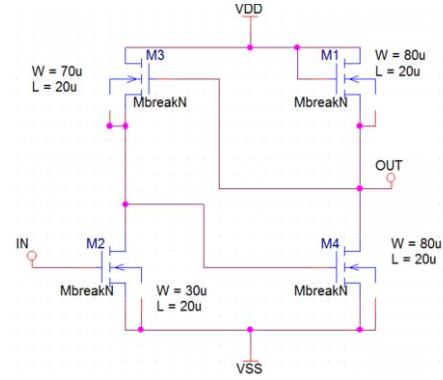 VDD
M3
M1
W = 70u
L = 20u
W = 80u
L = 20u
MbreakN
MbreakN
OUT
IN
M2
M4
W = 80u
L = 20u
MbreakN
W = 30u
L = 20u
MbreakN
VSS